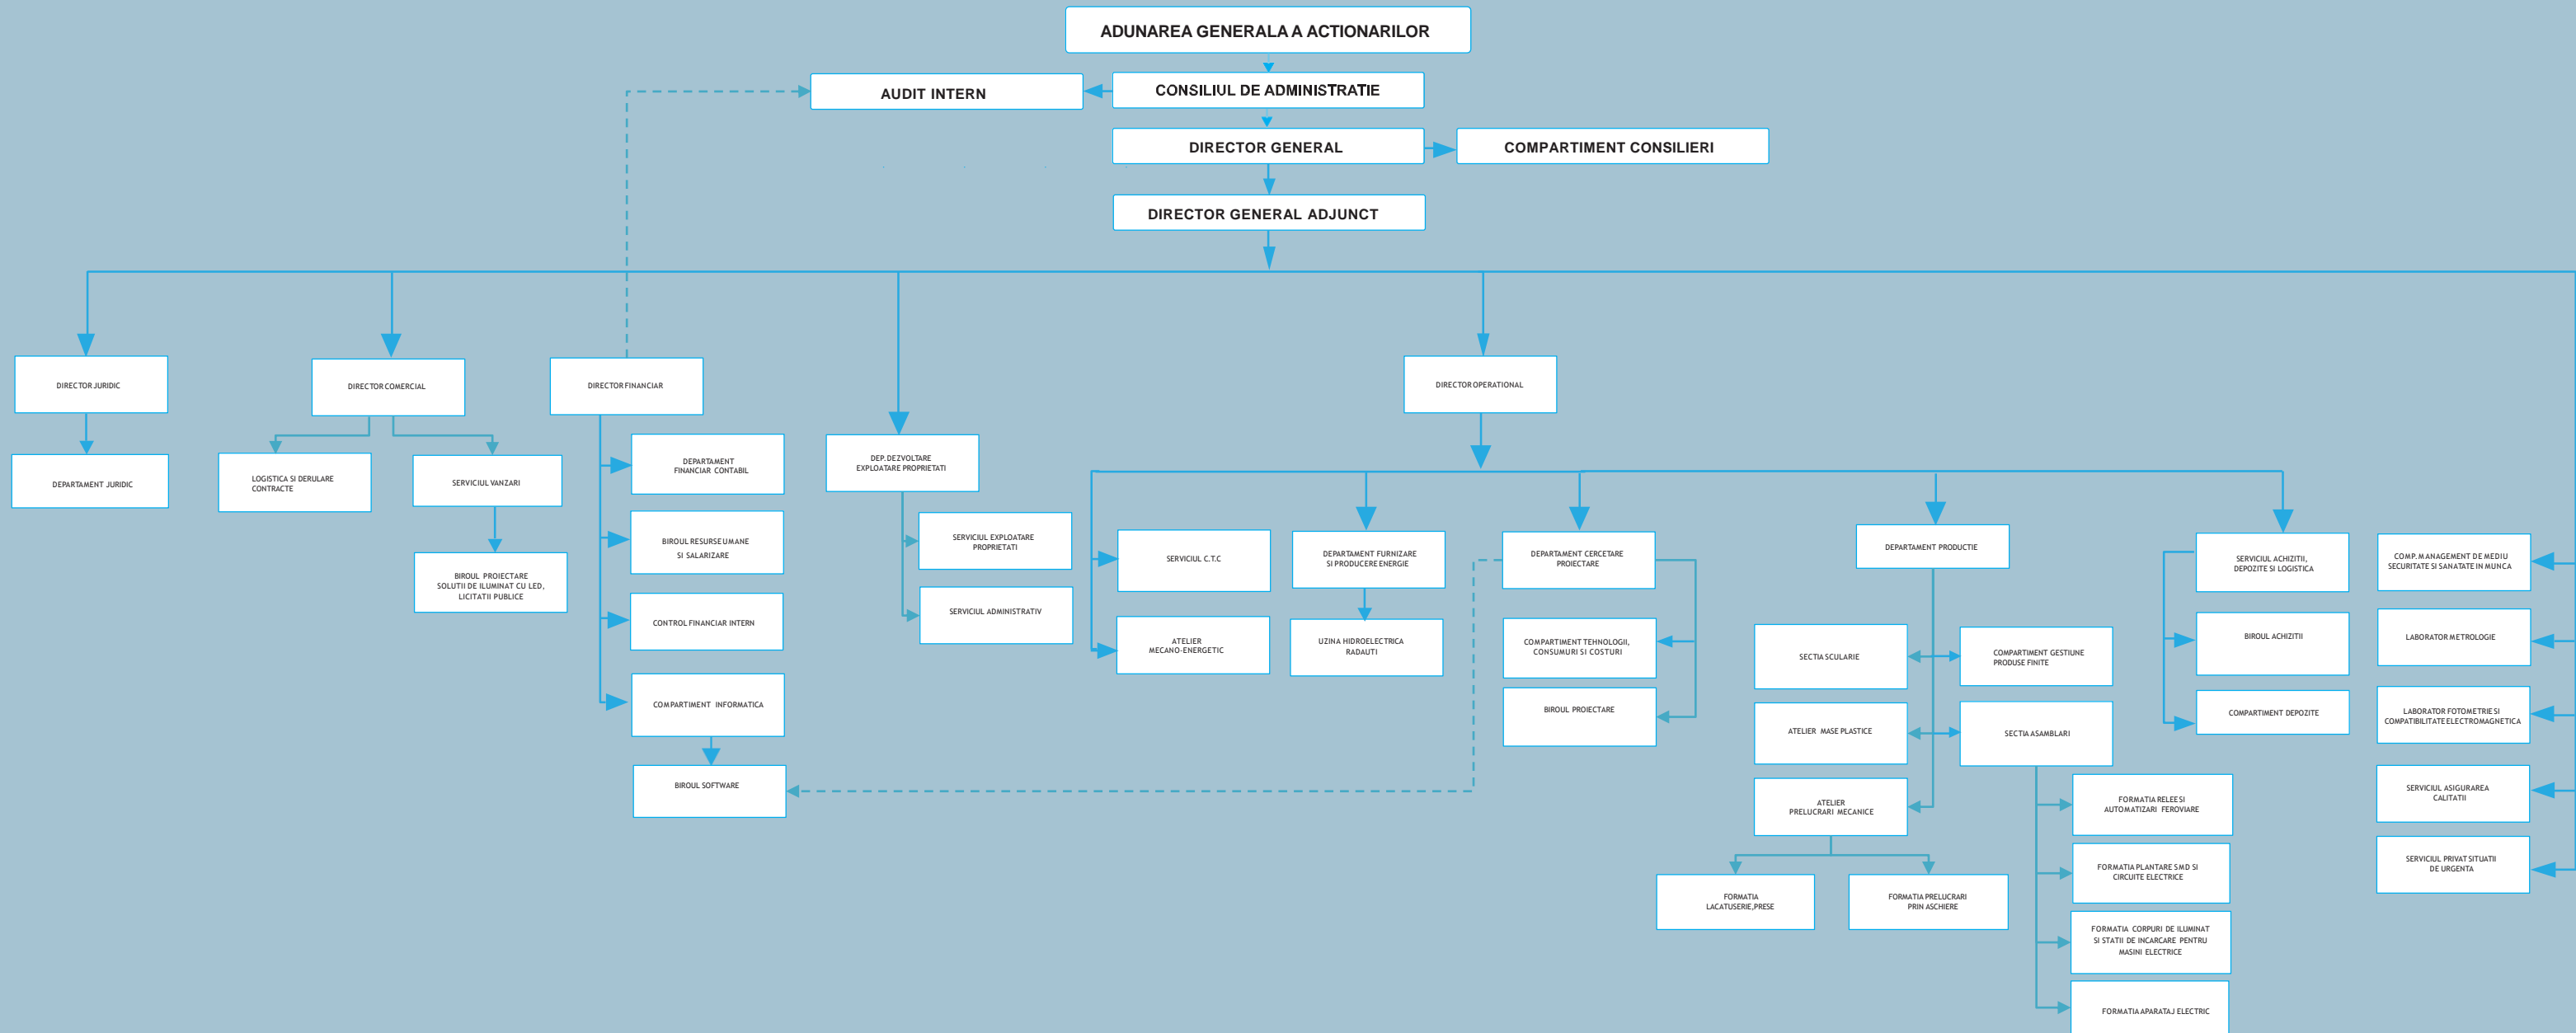 ADUNAREA GENERALA A ACTIONARILOR
AUDIT INTERN
CONSILIUL DE ADMINISTRATIE
DIRECTOR GENERAL
COMPARTIMENT CONSILIERI
DIRECTOR GENERAL ADJUNCT
DIRECTOR JURIDIC
DIRECTOR COMERCIAL
DIRECTOR FINANCIAR
DIRECTOR OPERATIONAL
DEPARTAMENT JURIDIC
LOGISTICA SI DERULARE
CONTRACTE
SERVICIUL VANZARI
BIROUL PROIECTARE
SOLUTII DE ILUMINAT CU LED,
LICITATII PUBLICE
DEPARTAMENT
FINANCIAR CONTABIL
BIROUL RESURSE UMANE
SI SALARIZARE
CONTROL FINANCIAR INTERN
COMPARTIMENT INFORMATICA
BIROUL SOFTWARE
DEP. DEZVOLTARE
EXPLOATARE PROPRIETATI
SERVICIUL EXPLOATARE
PROPRIETATI
SERVICIUL ADMINISTRATIV
SERVICIUL C.T.C
ATELIER
MECANO-ENERGETIC
DEPARTAMENT FURNIZARE
SI PRODUCERE ENERGIE
UZINA HIDROELECTRICA
RADAUTI
DEPARTAMENT CERCETARE
PROIECTARE
COMPARTIMENT TEHNOLOGII,
CONSUMURI SI COSTURI
BIROUL PROIECTARE
DEPARTAMENT PRODUCTIE
SECTIA SCULARIE
COMPARTIMENT GESTIUNE
PRODUSE FINITE
ATELIER MASE PLASTICE
SECTIA ASAMBLARI
ATELIER
PRELUCRARI MECANICE
FORMATIA
LACATUSERIE,PRESE
FORMATIA PRELUCRARI
PRIN ASCHIERE
FORMATIA RELEE SI
AUTOMATIZARI FEROVIARE
FORMATIA PLANTARE SMD SI
CIRCUITE ELECTRICE
FORMATIA CORPURI DE ILUMINAT
SI STATII DE INCARCARE PENTRU
MASINI ELECTRICE
FORMATIA APARATAJ ELECTRIC
SERVICIUL ACHIZITII,
DEPOZITE SI LOGISTICA
BIROUL ACHIZITII
COMPARTIMENT DEPOZITE
COMP. MANAGEMENT DE MEDIU
SECURITATE SI SANATATE IN MUNCA
LABORATOR METROLOGIE
LABORATOR FOTOMETRIE SI
COMPATIBILITATE ELECTROMAGNETICA
SERVICIUL ASIGURAREA
CALITATII
SERVICIUL PRIVAT SITUATII
DE URGENTA